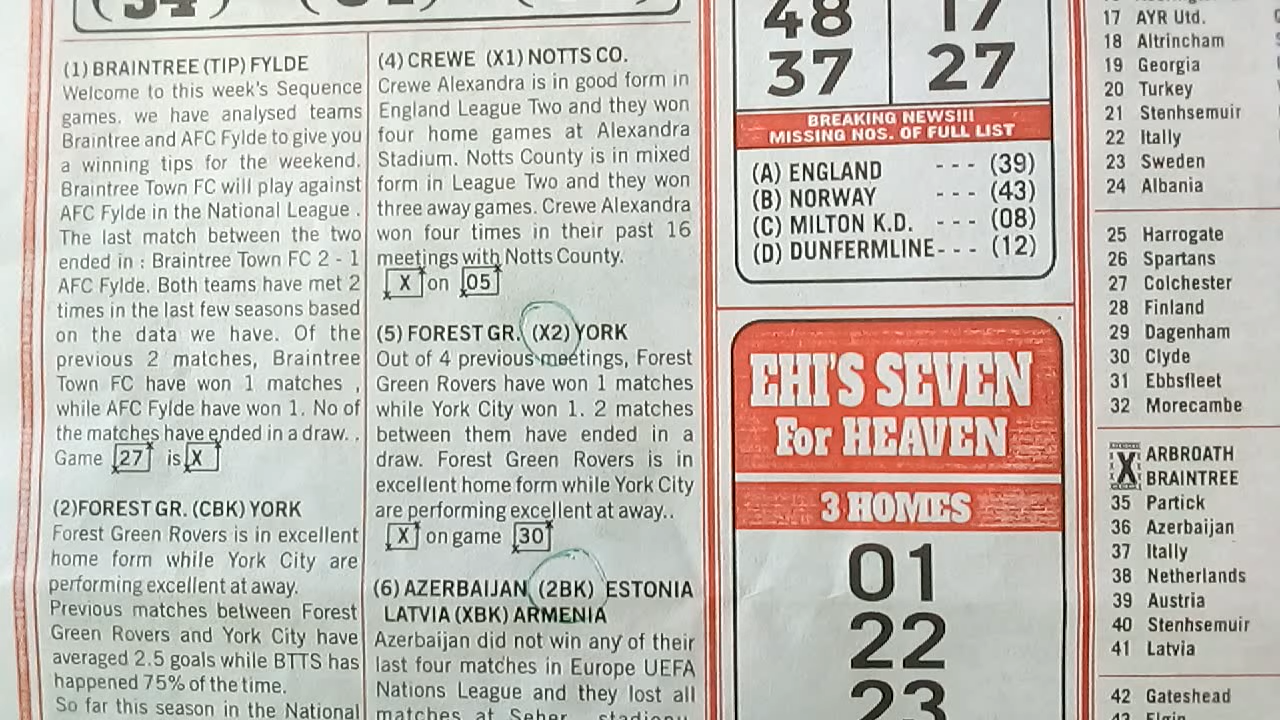 (1) BRAINTREE (TIP) FYLDE
Welcome to this week's Sequence
games. we have analysed teams
Braintree and AFC Fylde to give you
a winning tips for the weekend.
Braintree Town FC will play against
AFC Fylde in the National League .
The last match between the two
ended in : Braintree Town FC 2 - 1
AFC Fylde. Both teams have met 2
times in the last few seasons based
on the data we have. Of the
previous 2 matches, Braintree
Town FC have won 1 matches ,
while AFC Fylde have won 1. No of
the matches have ended in a draw. .
Game 27 is X
(2)FOREST GR. (CBK) YORK
Forest Green Rovers is in excellent
home form while York City are
performing excellent at away.
Previous matches between Forest
Green Rovers and York City have
averaged 2.5 goals while BTTS has
happened 75% of the time.
So far this season in the National
(4) CREWE (X1) NOTTS CO.
Crewe Alexandra is in good form in
England League Two and they won
four home games at Alexandra
Stadium. Notts County is in mixed
form in League Two and they won
three away games. Crewe Alexandra
won four times in their past 16
meetings with Notts County.
X on 05
(5) FOREST GR. (X2) YORK
Out of 4 previous meetings, Forest
Green Rovers have won 1 matches
while York City won 1. 2 matches
between them have ended in a
draw. Forest Green Rovers is in
excellent home form while York City
are performing excellent at away..
X on game 30
(6) AZERBAIJAN (2BK) ESTONIA
LATVIA (XBK) ARMENIA
Azerbaijan did not win any of their
last four matches in Europe UEFA
Nations League and they lost all
matches at
48 17
37 27
BREAKING NEWS!!!
MISSING NOS. OF FULL LIST
(A) ENGLAND - - - (39)
(B) NORWAY - - - (43)
(C) MILTON K.D. - - - (08)
(D) DUNFERMLINE - - - (12)
EHI'S SEVEN
For HEAVEN
3 HOMES
01
22
23
17 AYR Utd.
18 Altrincham
19 Georgia
20 Turkey
21 Stenhsemuir
22 Itally
23 Sweden
24 Albania
25 Harrogate
26 Spartans
27 Colchester
28 Finland
29 Dagenham
30 Clyde
31 Ebbsfleet
32 Morecambe
X ARBROATH
BRAINTREE
35 Partick
36 Azerbaijan
37 Itally
38 Netherlands
39 Austria
40 Stenhsemuir
41 Latvia
42 Gateshead
43 Elgin